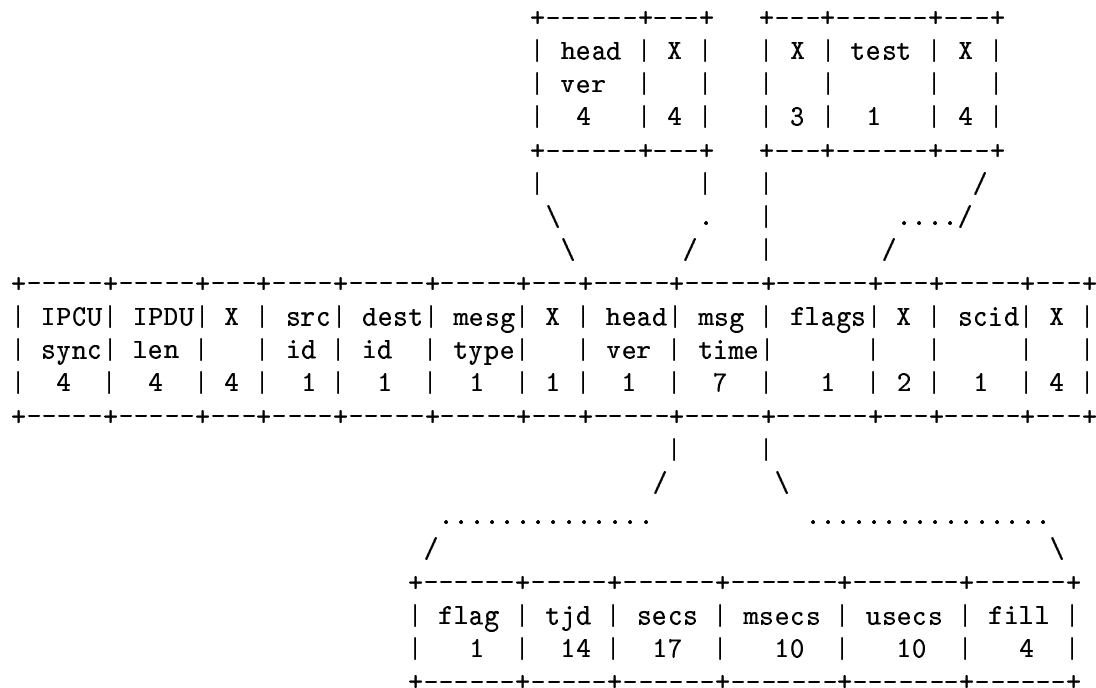 +------+---+   +---+------+---+
| head | X |   | X | test | X |
| ver  |   |   |   |      |   |
|  4   | 4 |   | 3 |  1   | 4 |
+------+---+   +---+------+---+
|          |   |             /
\          .   |        ..../
\       /    |       /
+-----+-----+---+----+-----+-----+---+-----+-----+------+---+-----+---+
| IPCU| IPDU| X | src| dest| mesg| X | head| msg | flags| X | scid| X |
| sync| len |   | id | id  | type|   | ver | time|      |   |     |   |
|  4  |  4  | 4 |  1 |  1  |  1  | 1 |  1  |  7  |   1  | 2 |  1  | 4 |
+-----+-----+---+----+-----+-----+---+-----+-----+------+---+-----+---+
|     |
/       \
..............          ................
/                                        \
+------+-----+------+-------+-------+------+
| flag | tjd | secs | msecs | usecs | fill |
|   1  |  14 |  17  |   10  |   10  |   4  |
+------+-----+------+-------+-------+------+